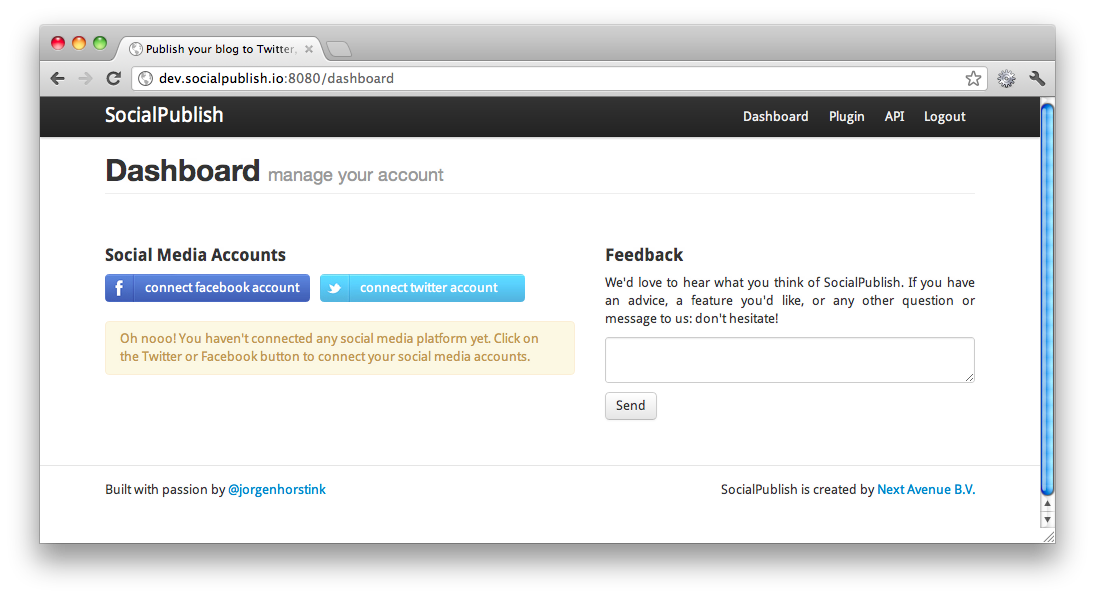 Publish your blog to Twitter,
dev.socialpublish.io:8080/dashboard
SocialPublish
Dashboard Plugin API Logout
Dashboard manage your account
Social Media Accounts
f connect facebook account connect twitter account
Oh nooo! You haven't connected any social media platform yet. Click on
the Twitter or Facebook button to connect your social media accounts.
Feedback
We'd love to hear what you think of SocialPublish. If you have
an advice, a feature you'd like, or any other question or
message to us: don't hesitate!
Send
Built with passion by @jorgenhorstink
SocialPublish is created by Next Avenue B.V.